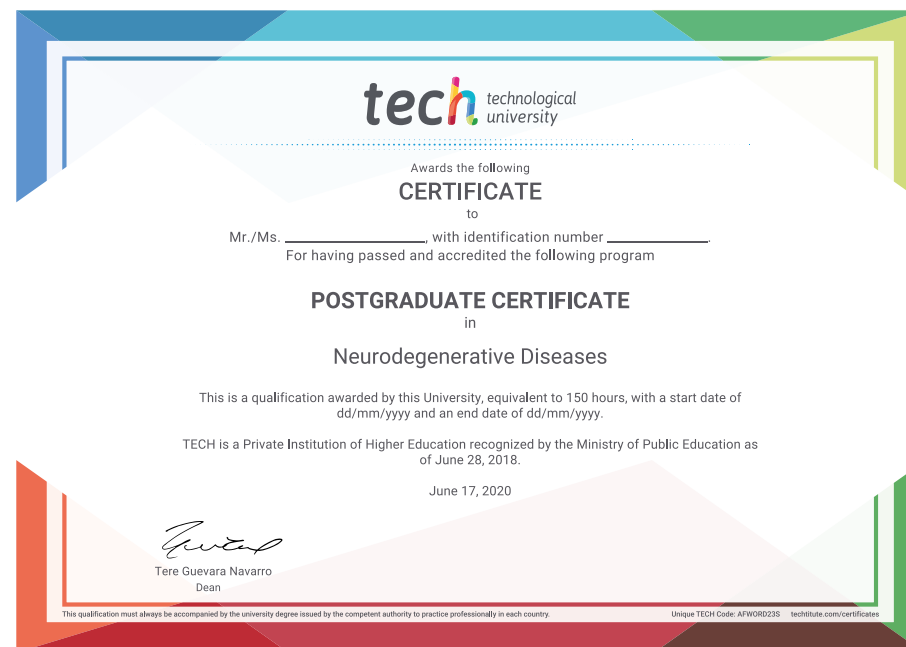 tech technological
university
Awards the following
CERTIFICATE
to
Mr./Ms. ____________________, with identification number ______________.
For having passed and accredited the following program
POSTGRADUATE CERTIFICATE
in
Neurodegenerative Diseases
This is a qualification awarded by this University, equivalent to 150 hours, with a start date of
dd/mm/yyyy and an end date of dd/mm/yyyy.
TECH is a Private Institution of Higher Education recognized by the Ministry of Public Education as
of June 28, 2018.
June 17, 2020
Tere Guevara Navarro
Dean
This qualification must always be accompanied by the university degree issued by the competent authority to practice professionally in each country.
Unique TECH Code: AFWORD23S techtitute.com/certificates